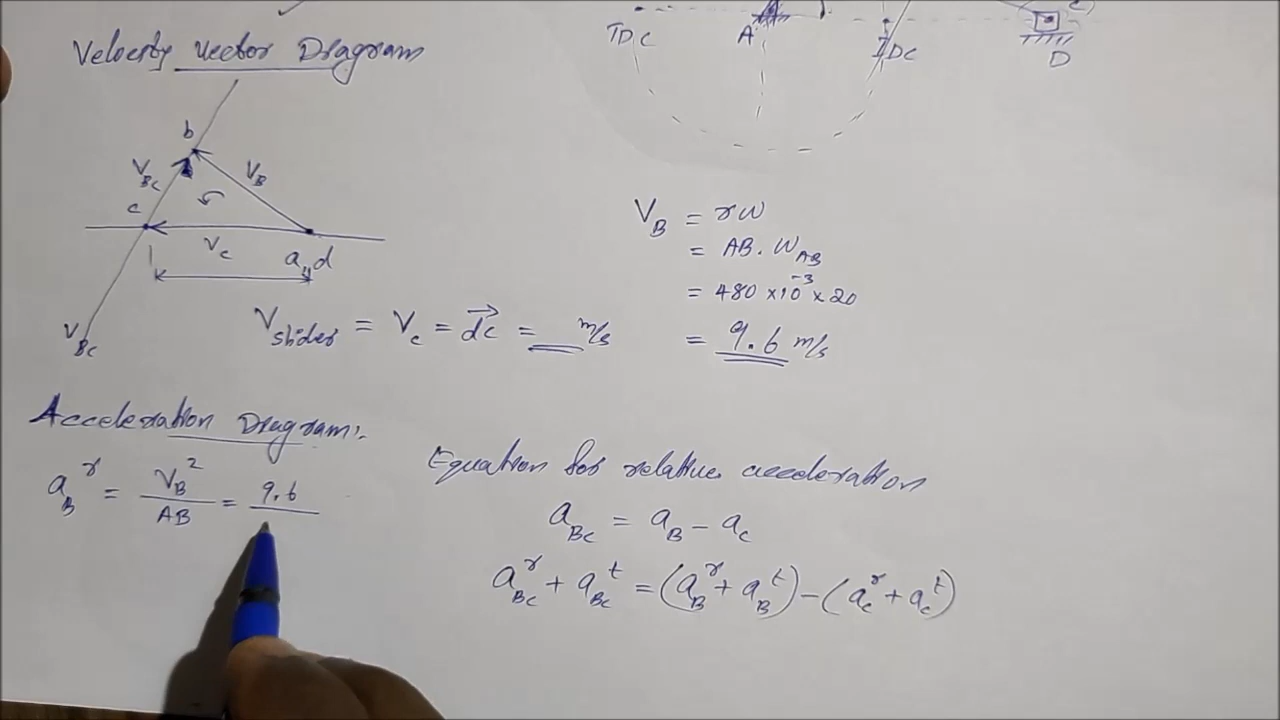 TDC A IDC D
Velocity Vector Diagram
b
V_BC V_B
c
V_C a,d
V_BC
V_B = rω
= AB. ω_AB
= 480 × 10^-3 × 20
= 9.6 m/s
V_slider = V_C = dc = __ m/s
Acceleration Diagram:.
a_B^r = V_B^2 / AB = 9.6
Equation for relative acceleration
a_BC = a_B - a_C
a_BC^r + a_BC^t = (a_B^r + a_B^t) - (a_C^r + a_C^t)